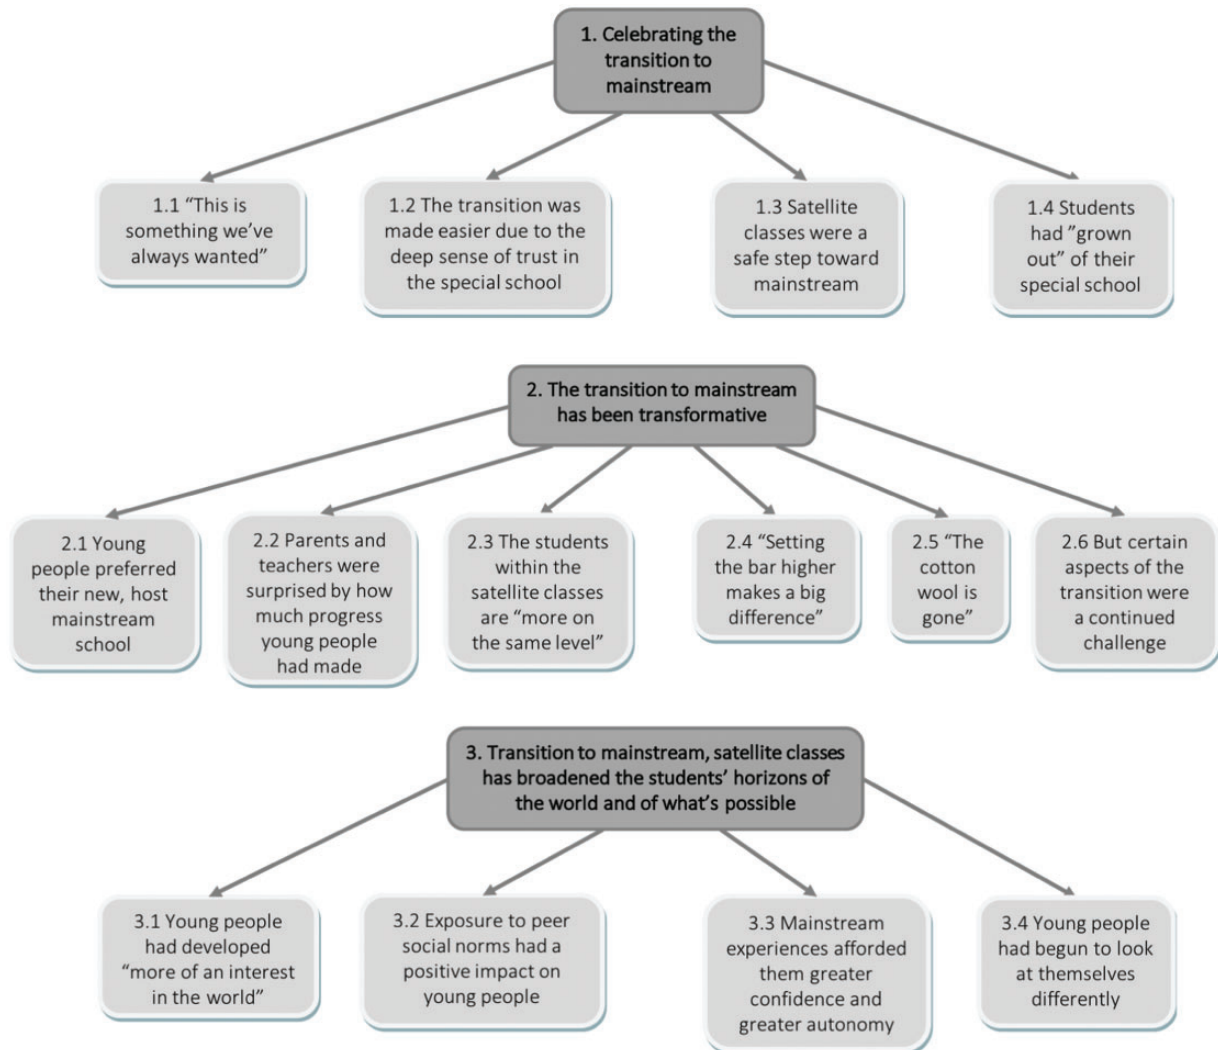 1. Celebrating the
transition to
mainstream
1.1 “This is
something we’ve
always wanted”
1.2 The transition was
made easier due to the
deep sense of trust in
the special school
1.3 Satellite
classes were a
safe step toward
mainstream
1.4 Students
had ”grown
out” of their
special school
2. The transition to mainstream
has been transformative
2.1 Young
people preferred
their new, host
mainstream
school
2.2 Parents and
teachers were
surprised by how
much progress
young people
had made
2.3 The students
within the
satellite classes
are “more on
the same level”
2.4 “Setting
the bar higher
makes a big
difference”
2.5 “The
cotton
wool is
gone”
2.6 But certain
aspects of the
transition were
a continued
challenge
3. Transition to mainstream, satellite classes
has broadened the students’ horizons of
the world and of what’s possible
3.1 Young people
had developed
“more of an interest
in the world”
3.2 Exposure to peer
social norms had a
positive impact on
young people
3.3 Mainstream
experiences afforded
them greater
confidence and
greater autonomy
3.4 Young people
had begun to look
at themselves
differently